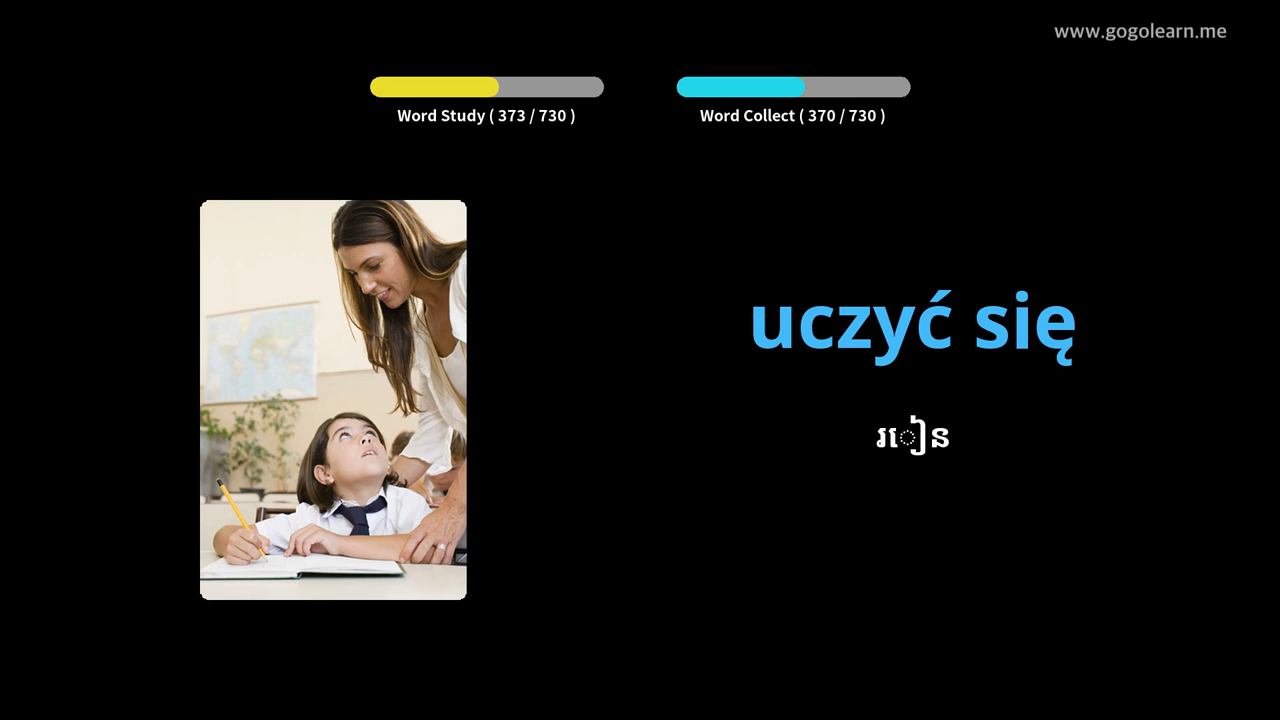 www.gogolearn.me
Word Study ( 373 / 730 )
Word Collect ( 370 / 730 )
uczyć się
រៀន